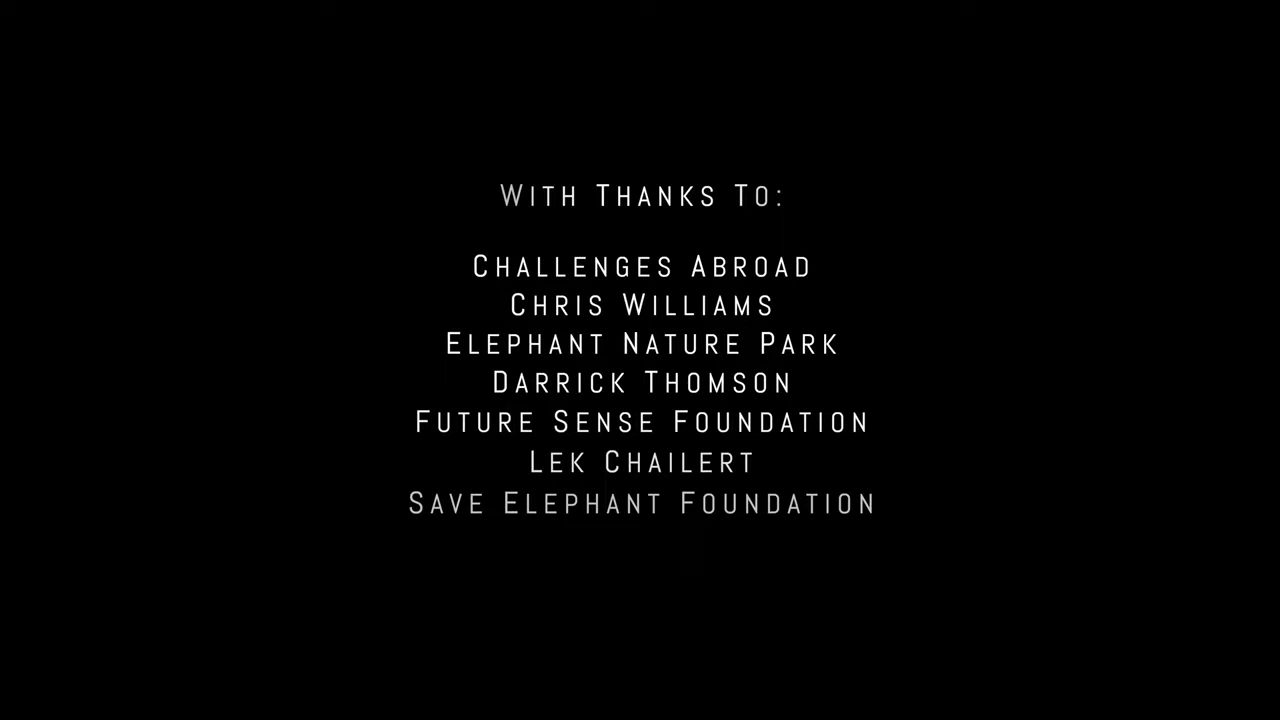 With Thanks To:
Challenges Abroad
Chris Williams
Elephant Nature Park
Darrick Thomson
Future Sense Foundation
Lek Chailert
Save Elephant Foundation